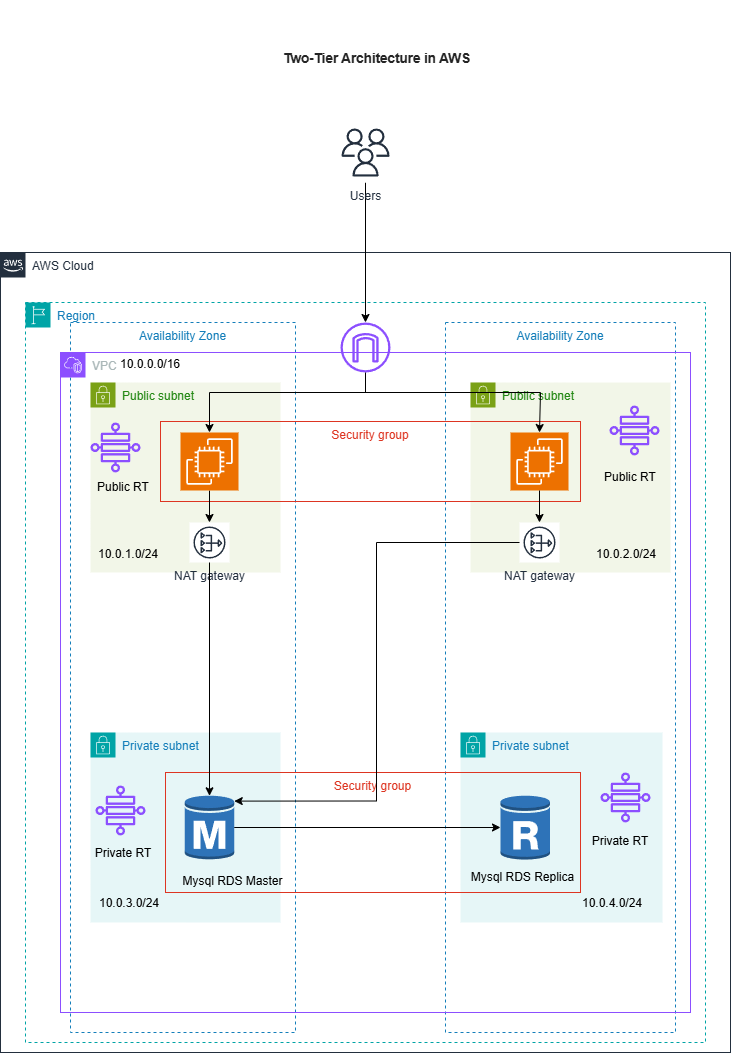 Two-Tier Architecture in AWS
Users
aws
AWS Cloud
Region
Availability Zone
Availability Zone
VPC 10.0.0.0/16
Public subnet
Public subnet
Security group
Public RT
Public RT
10.0.1.0/24
10.0.2.0/24
NAT gateway
NAT gateway
Private subnet
Private subnet
Security group
M
R
Private RT
Private RT
Mysql RDS Master
Mysql RDS Replica
10.0.3.0/24
10.0.4.0/24